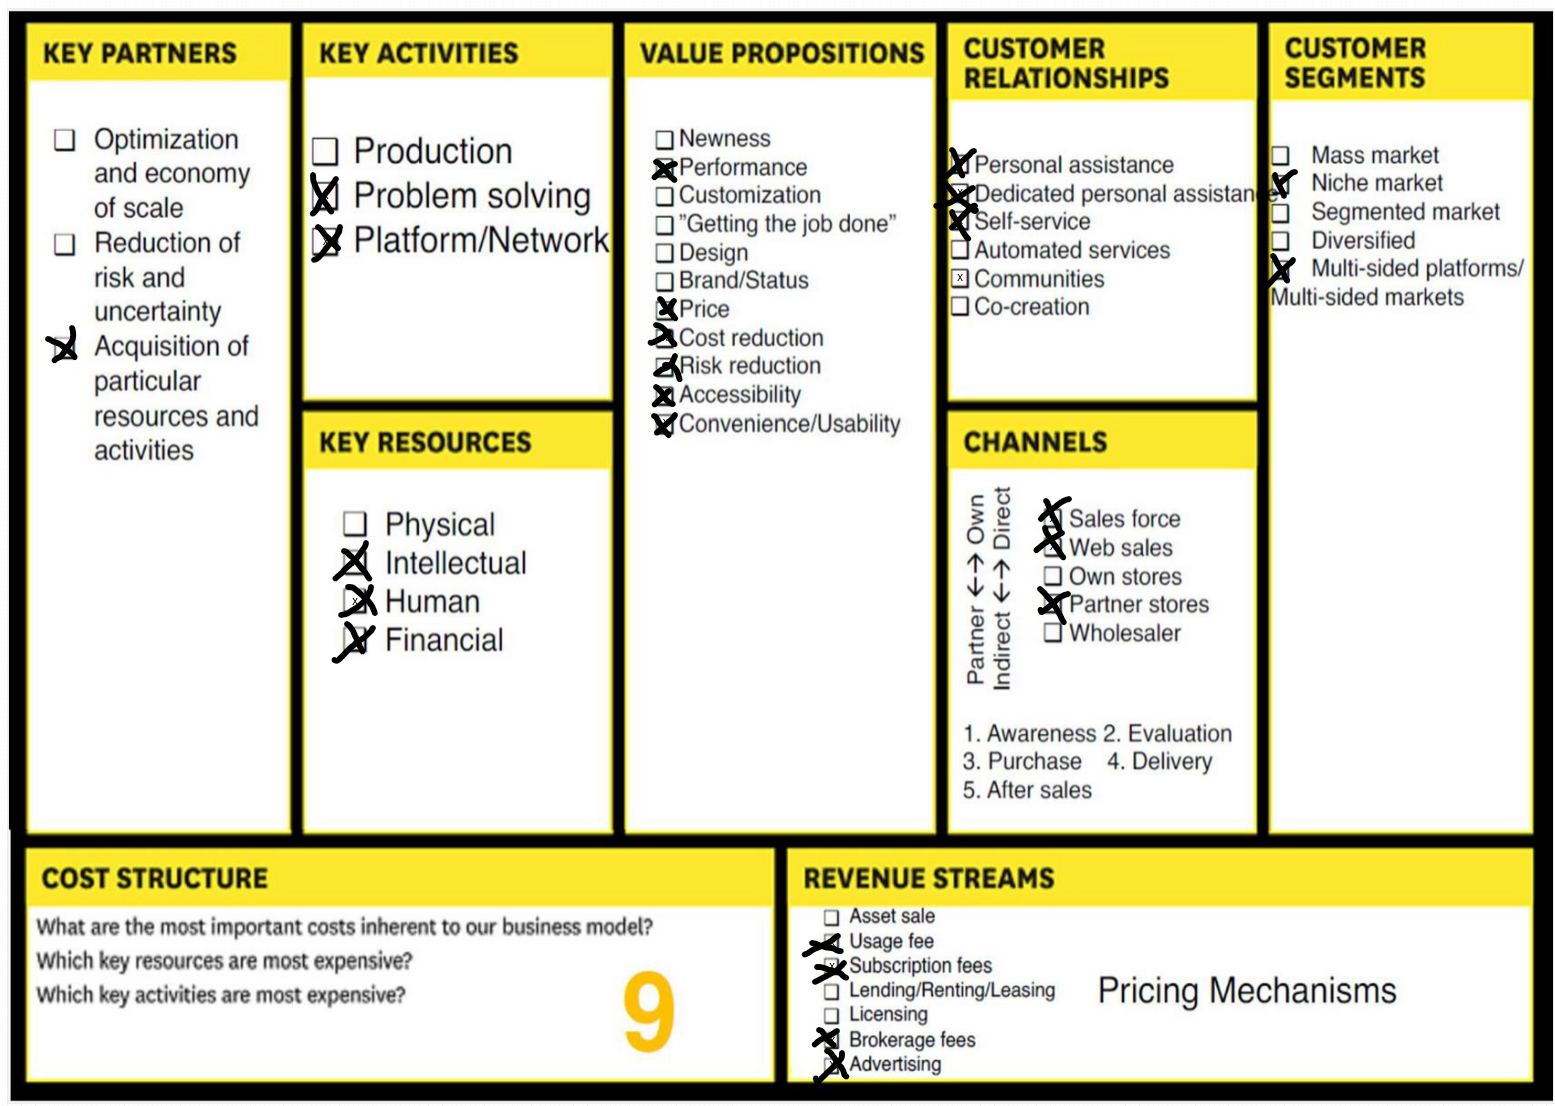 KEY PARTNERS
Optimization
and economy
of scale
Reduction of
risk and
uncertainty
Acquisition of
particular
resources and
activities
KEY ACTIVITIES
Production
Problem solving
Platform/Network
KEY RESOURCES
Physical
Intellectual
Human
Financial
VALUE PROPOSITIONS
Newness
Performance
Customization
”Getting the job done”
Design
Brand/Status
Price
Cost reduction
Risk reduction
Accessibility
Convenience/Usability
CUSTOMER
RELATIONSHIPS
Personal assistance
Dedicated personal assistance
Self-service
Automated services
Communities
Co-creation
CHANNELS
Partner ←→ Own
Indirect ←→ Direct
Sales force
Web sales
Own stores
Partner stores
Wholesaler
1. Awareness 2. Evaluation
3. Purchase 4. Delivery
5. After sales
CUSTOMER
SEGMENTS
Mass market
Niche market
Segmented market
Diversified
Multi-sided platforms/
Multi-sided markets
COST STRUCTURE
What are the most important costs inherent to our business model?
Which key resources are most expensive?
Which key activities are most expensive?
9
REVENUE STREAMS
Asset sale
Usage fee
Subscription fees
Lending/Renting/Leasing
Licensing
Brokerage fees
Advertising
Pricing Mechanisms